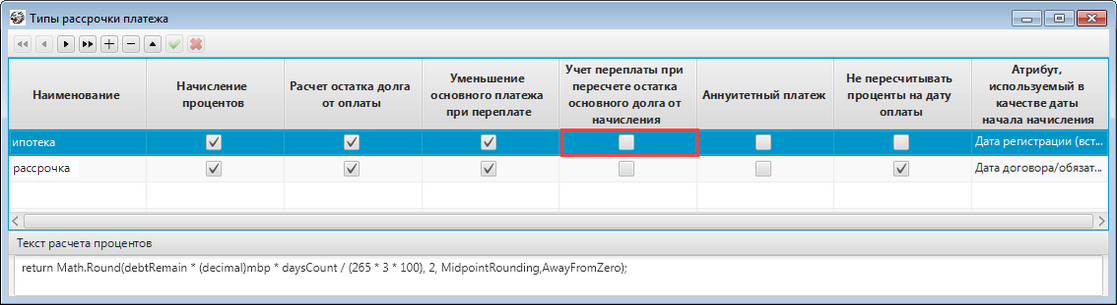 Типы рассрочки платежа
Наименование
Начисление
процентов
Расчет остатка долга
от оплаты
Уменьшение
основного платежа
при переплате
Учет переплаты при
пересчете остатка
основного долга от
начисления
Аннуитетный платеж
Не пересчитывать
проценты на дату
оплаты
Атрибут,
используемый в
качестве даты
начала начисления
ипотека
Дата регистрации (вст...
рассрочка
Дата договора/обязат...
Текст расчета процентов
return Math.Round(debtRemain * (decimal)mbp * daysCount / (265 * 3 * 100), 2, MidpointRounding,AwayFromZero);